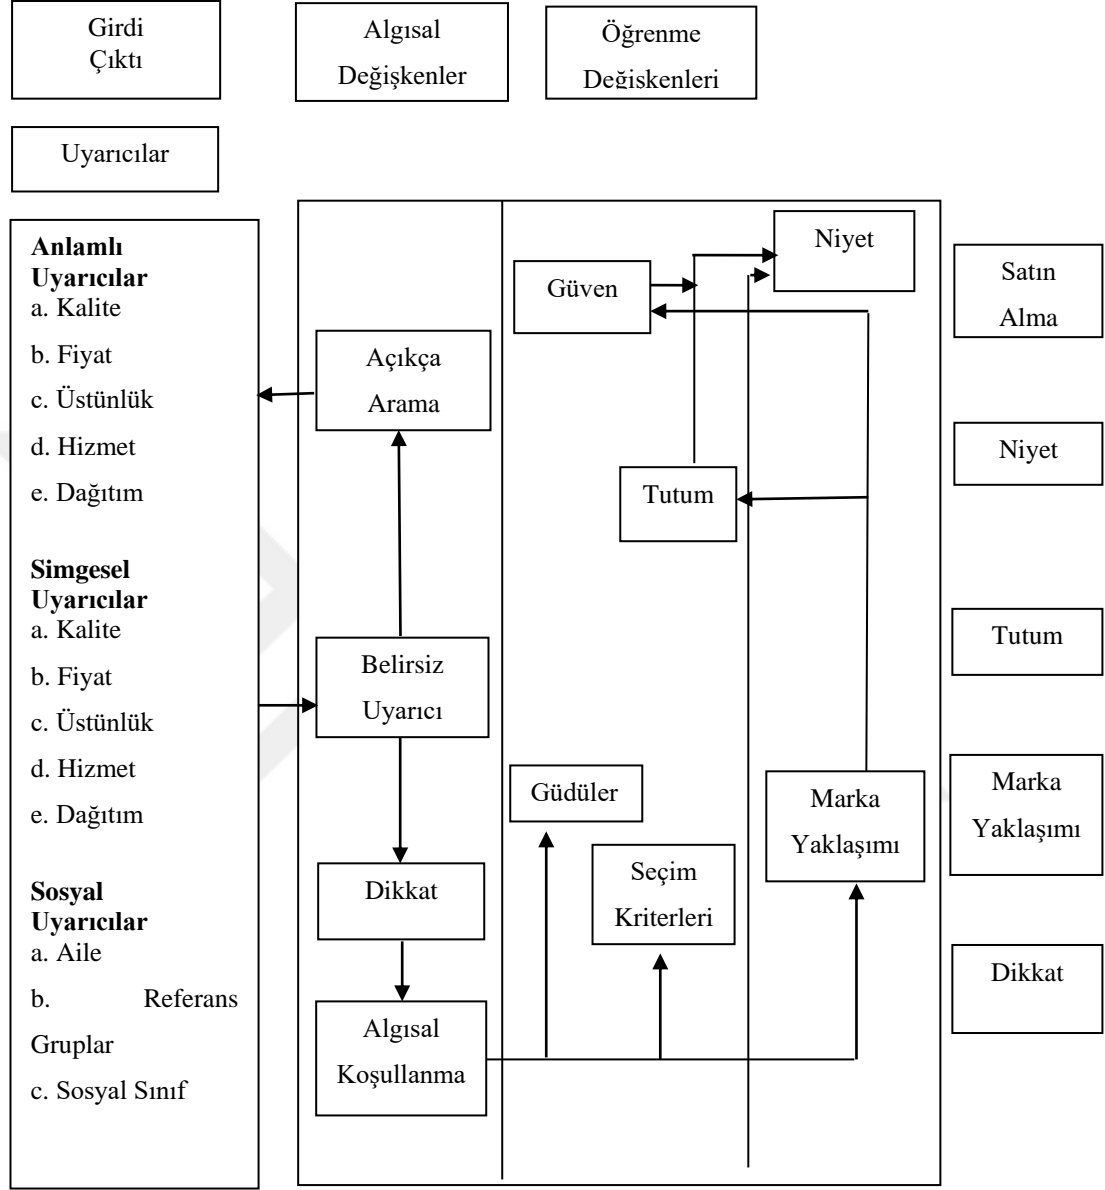 Girdi
Çıktı
Algısal
Değişkenler
Öğrenme
Değişkenleri
Uyarıcılar
Anlamlı
Uyarıcılar
a. Kalite
b. Fiyat
c. Üstünlük
d. Hizmet
e. Dağıtım
Simgesel
Uyarıcılar
a. Kalite
b. Fiyat
c. Üstünlük
d. Hizmet
e. Dağıtım
Sosyal
Uyarıcılar
a. Aile
b. Referans
Gruplar
c. Sosyal Sınıf
Açıkça
Arama
Belirsiz
Uyarıcı
Dikkat
Algısal
Koşullanma
Niyet
Güven
Tutum
Güdüler
Seçim
Kriterleri
Marka
Yaklaşımı
Satın
Alma
Niyet
Tutum
Marka
Yaklaşımı
Dikkat